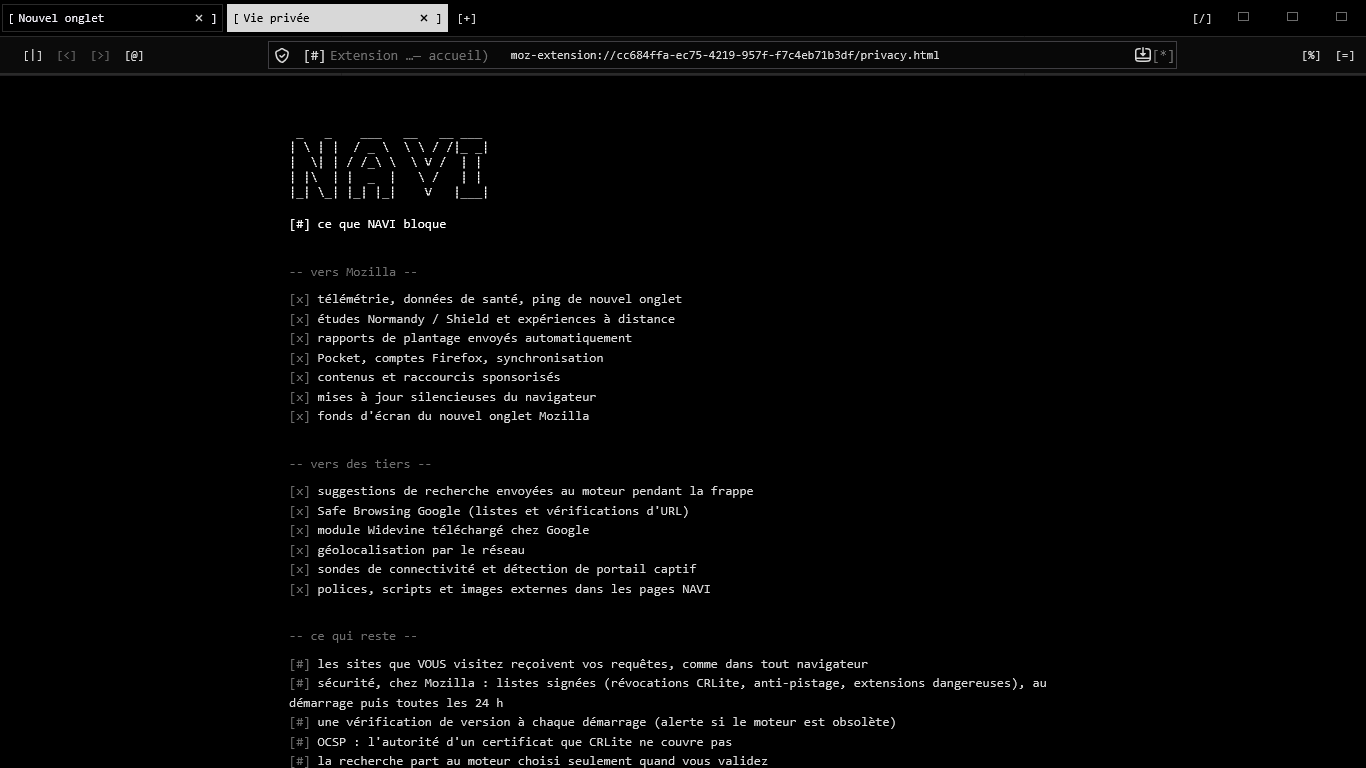 [ Nouvel onglet × ] [ Vie privée × ] [+] [/]
[|] [<] [>] [@] [#] Extension …— accueil) moz-extension://cc684ffa-ec75-4219-957f-f7c4eb71b3df/privacy.html [*] [%] [=]
NAVI
[#] ce que NAVI bloque
-- vers Mozilla --
[x] télémétrie, données de santé, ping de nouvel onglet
[x] études Normandy / Shield et expériences à distance
[x] rapports de plantage envoyés automatiquement
[x] Pocket, comptes Firefox, synchronisation
[x] contenus et raccourcis sponsorisés
[x] mises à jour silencieuses du navigateur
[x] fonds d'écran du nouvel onglet Mozilla
-- vers des tiers --
[x] suggestions de recherche envoyées au moteur pendant la frappe
[x] Safe Browsing Google (listes et vérifications d'URL)
[x] module Widevine téléchargé chez Google
[x] géolocalisation par le réseau
[x] sondes de connectivité et détection de portail captif
[x] polices, scripts et images externes dans les pages NAVI
-- ce qui reste --
[#] les sites que VOUS visitez reçoivent vos requêtes, comme dans tout navigateur
[#] sécurité, chez Mozilla : listes signées (révocations CRLite, anti-pistage, extensions dangereuses), au
démarrage puis toutes les 24 h
[#] une vérification de version à chaque démarrage (alerte si le moteur est obsolète)
[#] OCSP : l'autorité d'un certificat que CRLite ne couvre pas
[#] la recherche part au moteur choisi seulement quand vous validez